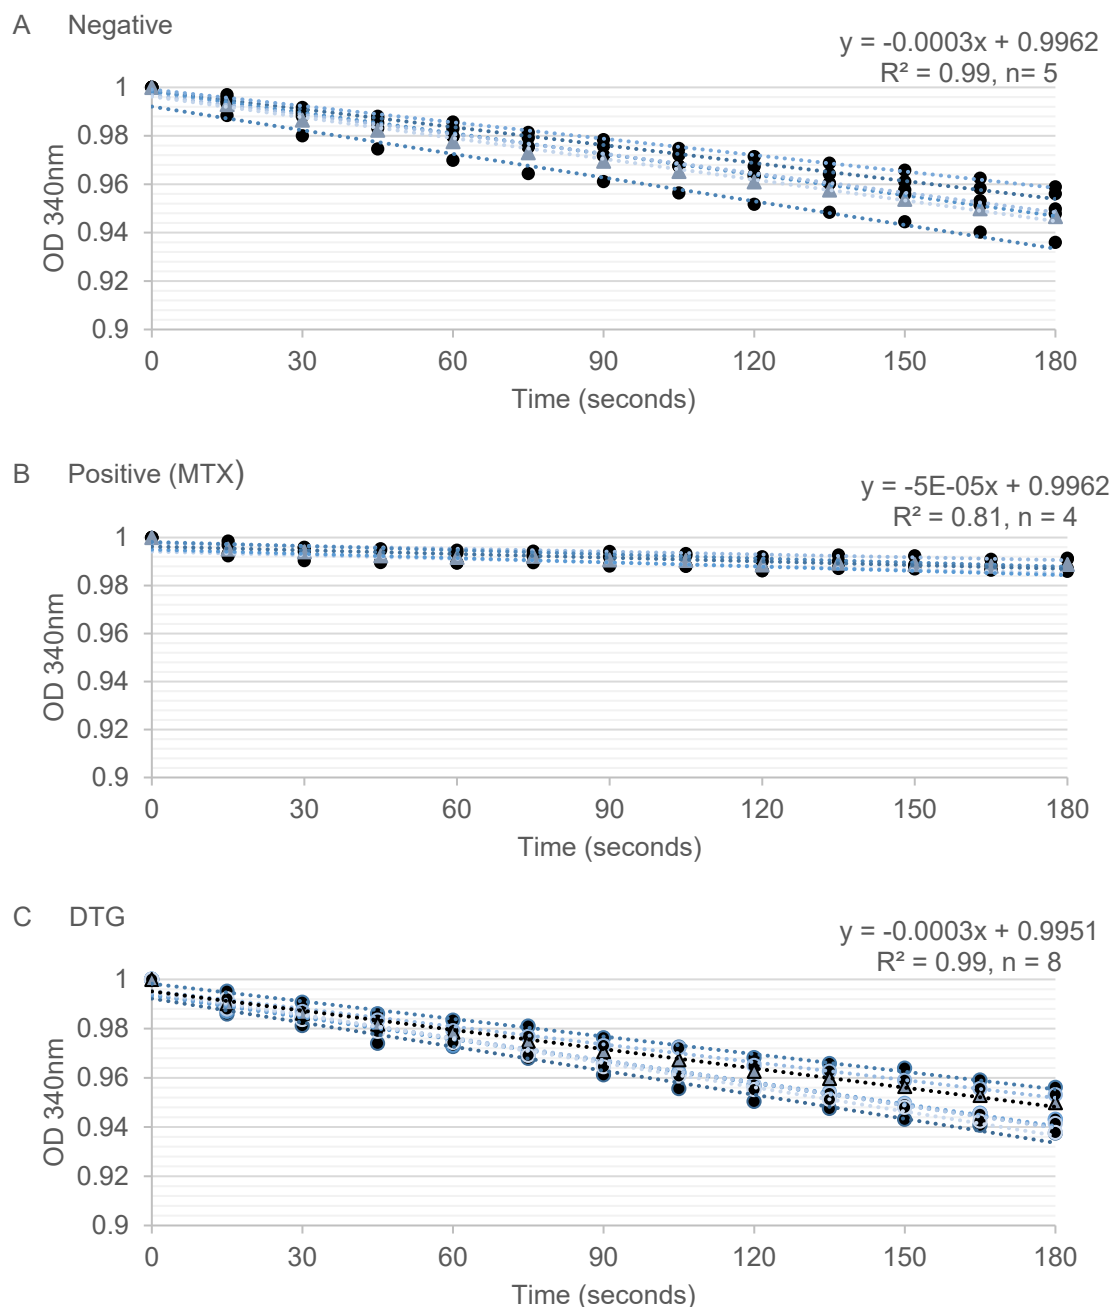 A Negative
y = -0.0003x + 0.9962
R² = 0.99, n= 5
1
0.98
0.96
0.94
0.92
0.9
OD 340nm
0 30 60 90 120 150 180
Time (seconds)
B Positive (MTX)
y = -5E-05x + 0.9962
R² = 0.81, n = 4
1
0.98
0.96
0.94
0.92
0.9
OD 340nm
0 30 60 90 120 150 180
Time (seconds)
C DTG
y = -0.0003x + 0.9951
R² = 0.99, n = 8
1
0.98
0.96
0.94
0.92
0.9
OD 340nm
0 30 60 90 120 150 180
Time (seconds)